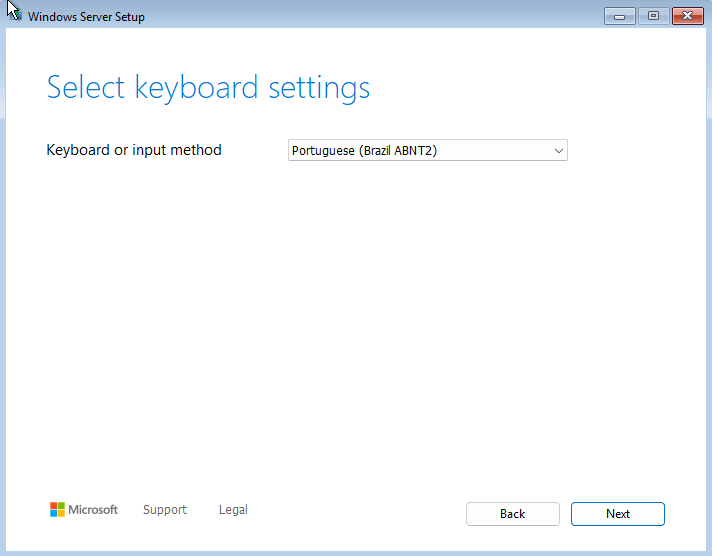 Windows Server Setup
Select keyboard settings
Keyboard or input method
Portuguese (Brazil ABNT2)
Microsoft Support Legal
Back Next